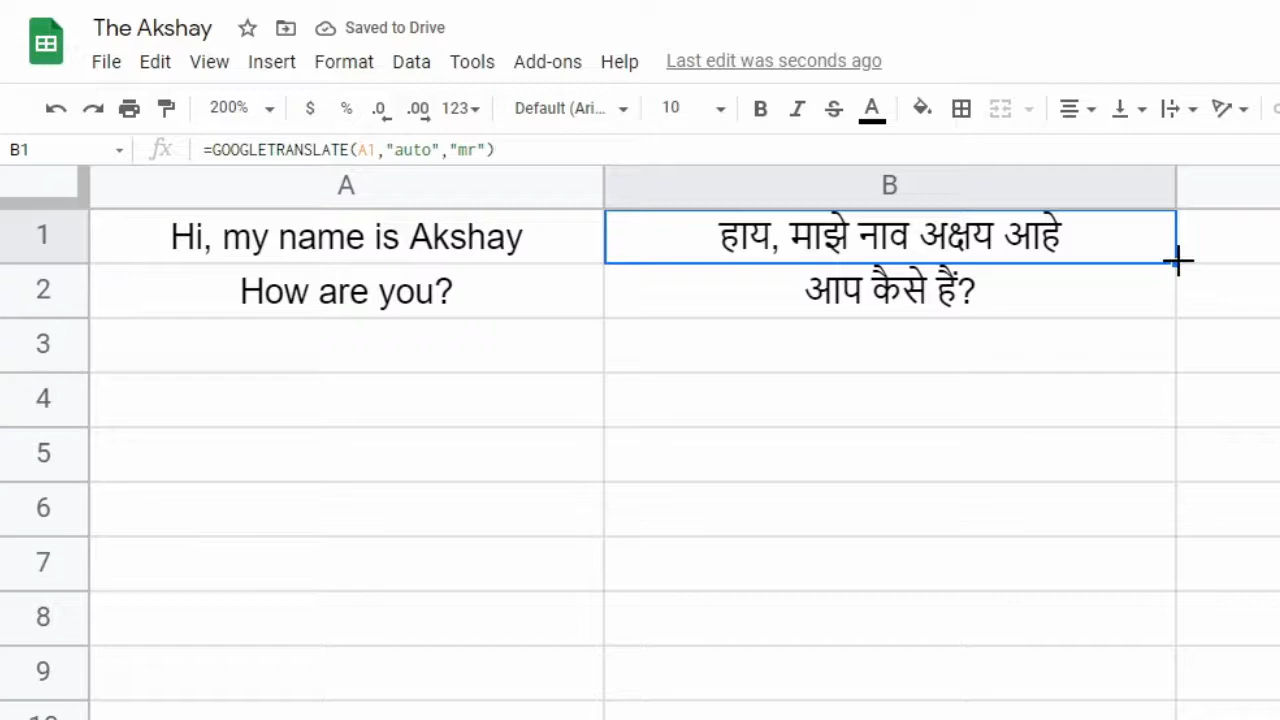 The Akshay Saved to Drive
File Edit View Insert Format Data Tools Add-ons Help Last edit was seconds ago
200% $ % .0 .00 123 Default (Ari... 10 B I S A
B1 fx =GOOGLETRANSLATE(A1,"auto","mr")
A B
1 Hi, my name is Akshay हाय, माझे नाव अक्षय आहे
2 How are you? आप कैसे हैं?
3
4
5
6
7
8
9